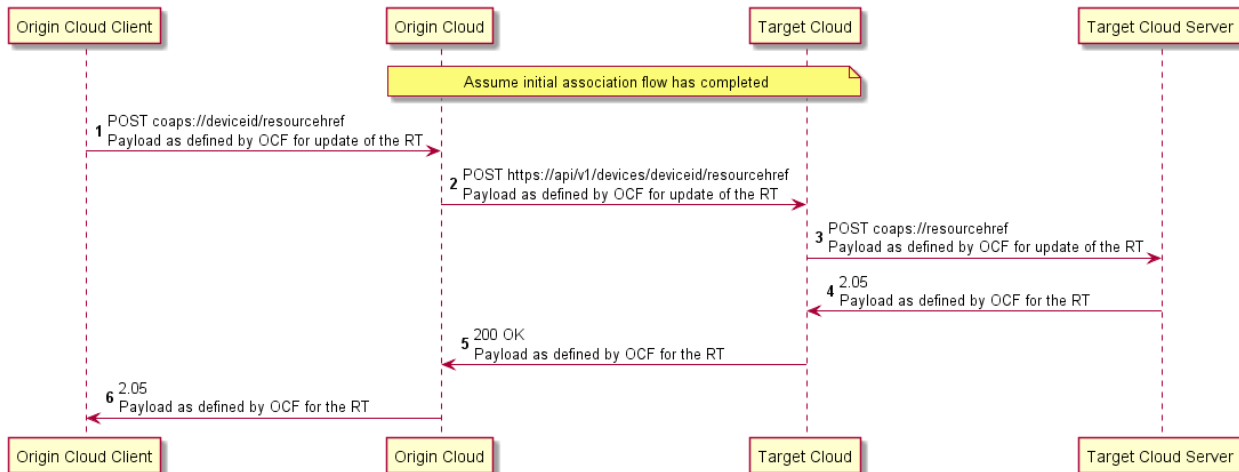 Origin Cloud Client
Origin Cloud
Target Cloud
Target Cloud Server
Assume initial association flow has completed
1 POST coaps://deviceid/resourcehref
Payload as defined by OCF for update of the RT
2 POST https://api/v1/devices/deviceid/resourcehref
Payload as defined by OCF for update of the RT
3 POST coaps://resourcehref
Payload as defined by OCF for update of the RT
4 2.05
Payload as defined by OCF for the RT
5 200 OK
Payload as defined by OCF for the RT
6 2.05
Payload as defined by OCF for the RT
Origin Cloud Client
Origin Cloud
Target Cloud
Target Cloud Server